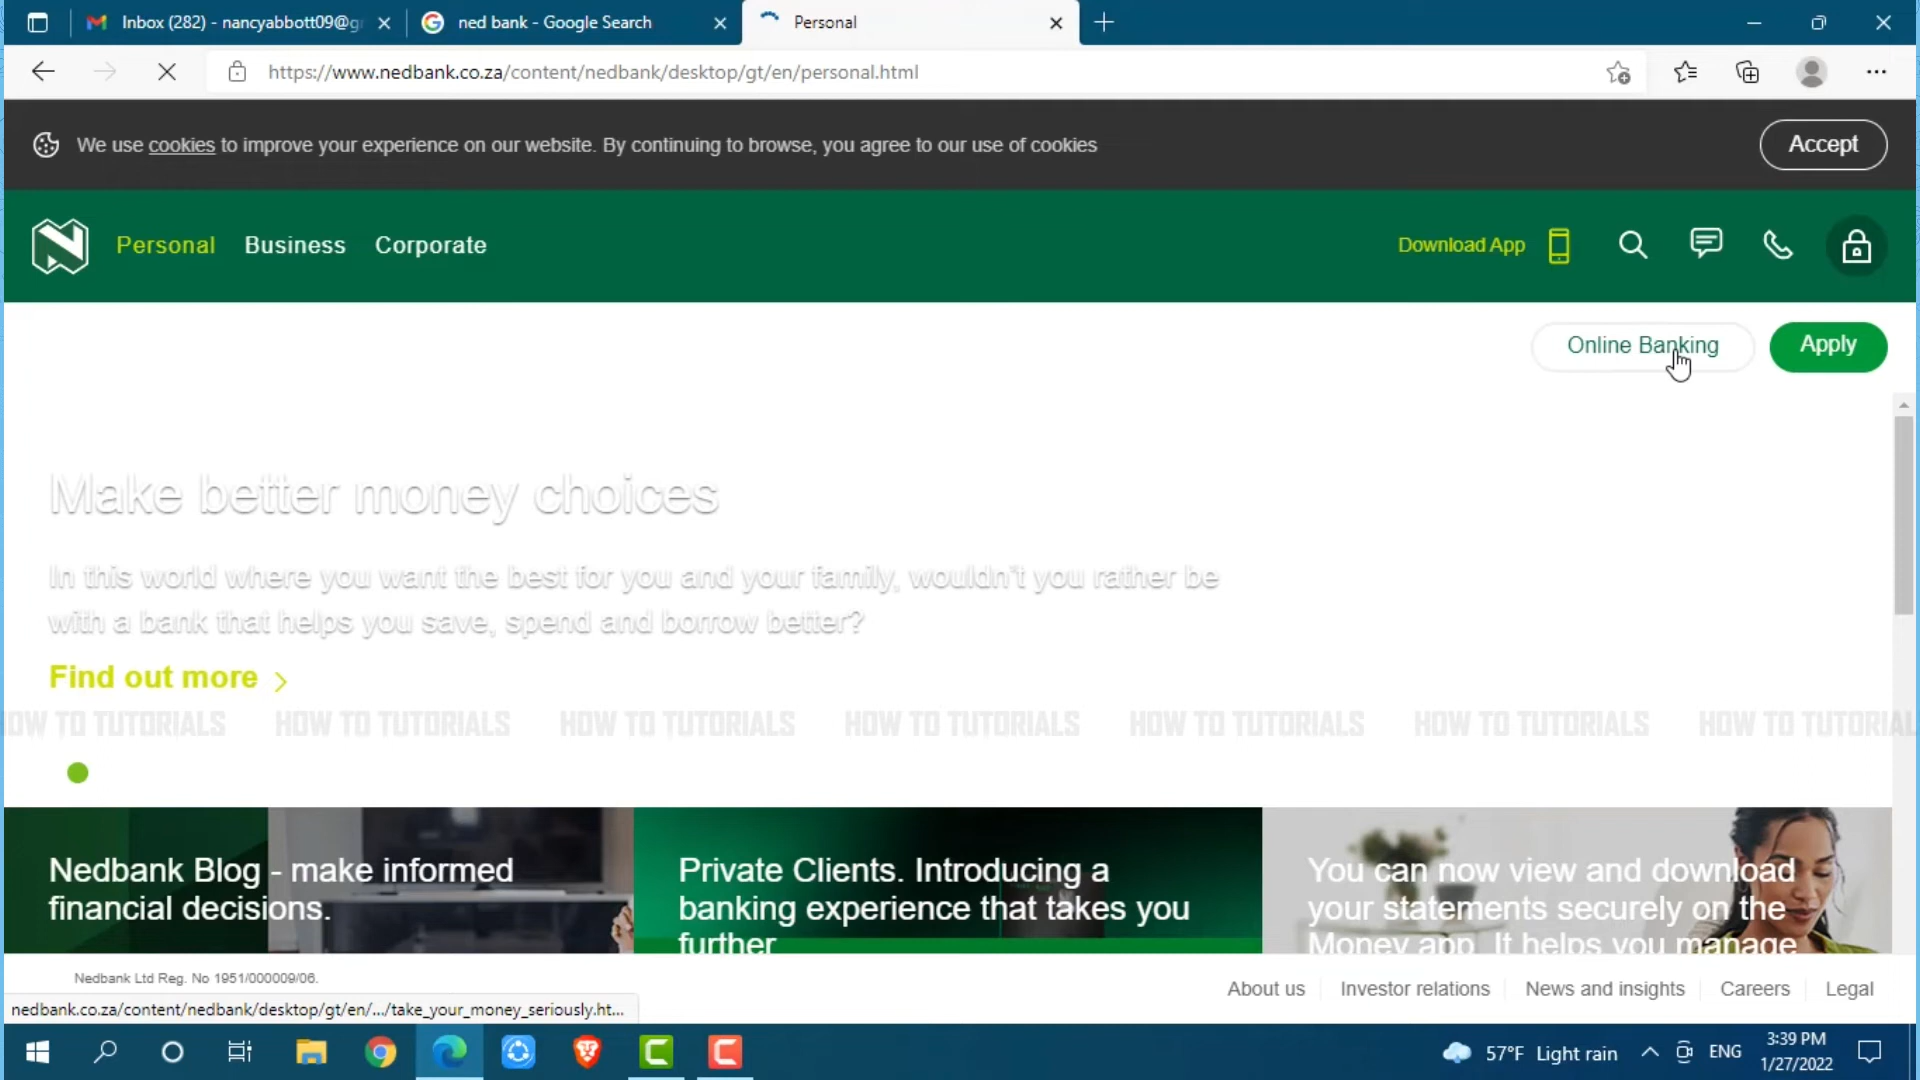 Inbox (282) - nancyabbott09@g
ned bank - Google Search
Personal
https://www.nedbank.co.za/content/nedbank/desktop/gt/en/personal.html
We use cookies to improve your experience on our website. By continuing to browse, you agree to our use of cookies
Accept
Personal
Business
Corporate
Download App
Online Banking
Apply
Make better money choices
In this world where you want the best for you and your family, wouldn't you rather be
with a bank that helps you save, spend and borrow better?
Find out more
OW TO TUTORIALS HOW TO TUTORIALS HOW TO TUTORIALS HOW TO TUTORIALS HOW TO TUTORIALS HOW TO TUTORIALS HOW TO TUTORIAL
Nedbank Blog - make informed
financial decisions.
Private Clients. Introducing a
banking experience that takes you
further
You can now view and download
your statements securely on the
Money app. It helps you manage
Nedbank Ltd Reg. No 1951/000009/06.
About us
Investor relations
News and insights
Careers
Legal
nedbank.co.za/content/nedbank/desktop/gt/en/.../take_your_money_seriously.ht...
57°F Light rain
ENG
3:39 PM
1/27/2022